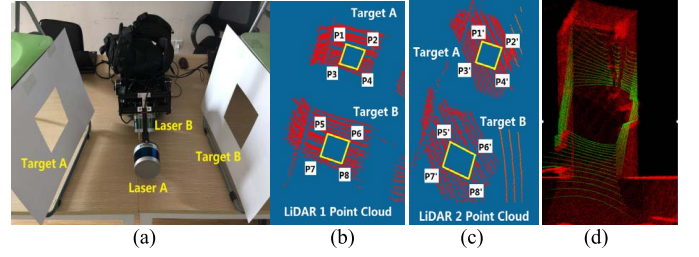 Target A
Laser B
Target B
Laser A
(a)
Target A
P1
P2
P3
P4
Target B
P5
P6
P7
P8
LiDAR 1 Point Cloud
(b)
P1'
P2'
Target A
P3'
P4'
Target B
P5'
P6'
P7'
P8'
LiDAR 2 Point Cloud
(c)
(d)